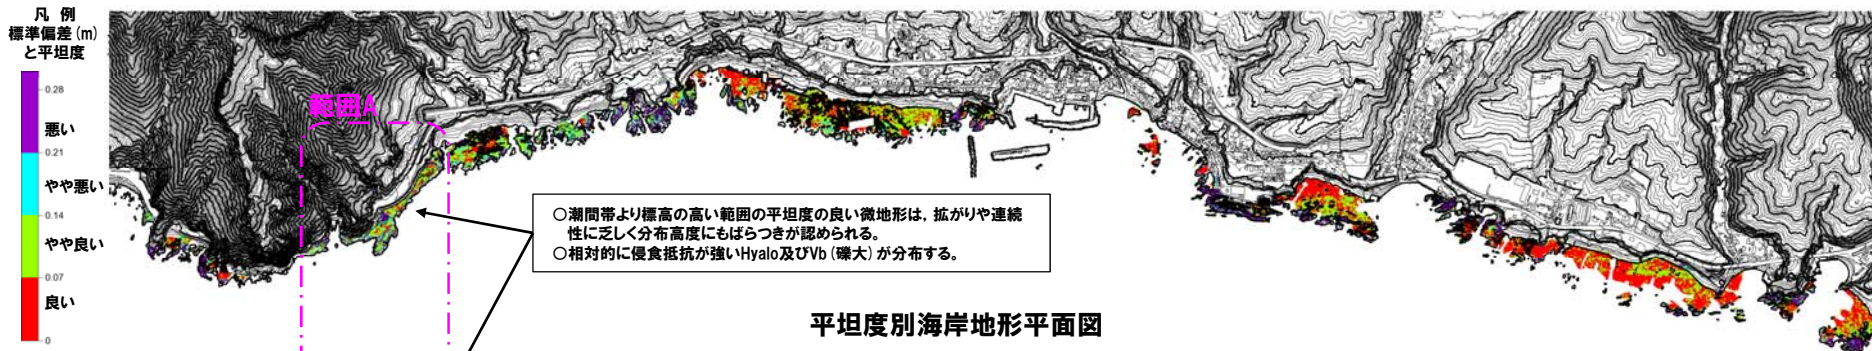 凡 例
標準偏差(m)
と平坦度
0.28
悪い
0.21
やや悪い
0.14
やや良い
0.07
良い
0
範囲A
○潮間帯より標高の高い範囲の平坦度の良い微地形は，拡がりや連続
性に乏しく分布高度にもばらつきが認められる。
○相対的に侵食抵抗が強いHyalo及びVb（礫大）が分布する。
平坦度別海岸地形平面図